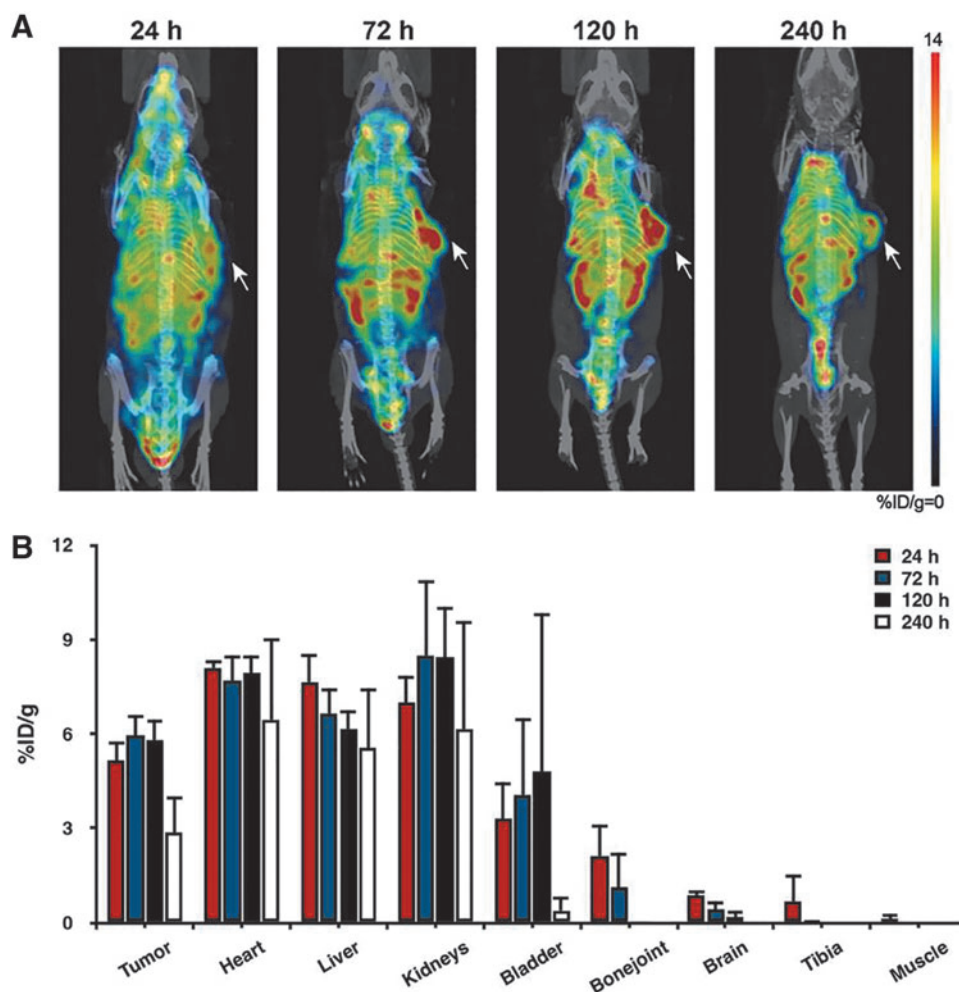 A
24 h
72 h
120 h
240 h
14
%ID/g=0
B
12
9
6
3
0
%ID/g
24 h
72 h
120 h
240 h
Tumor
Heart
Liver
Kidneys
Bladder
Bonejoint
Brain
Tibia
Muscle